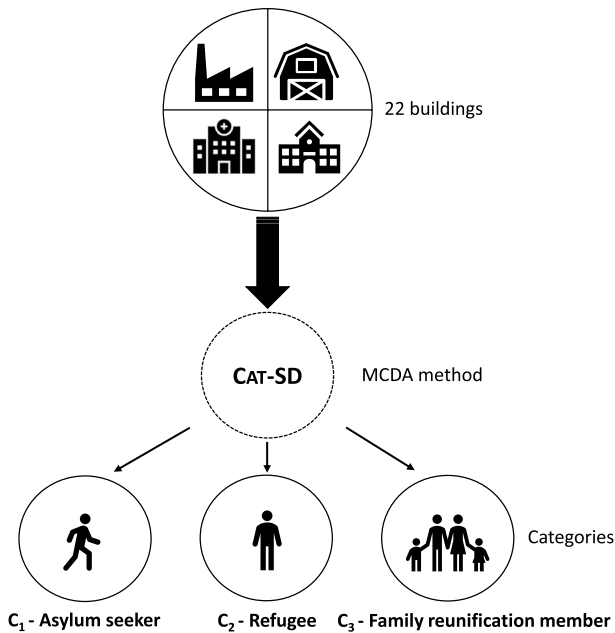 22 buildings
CAT-SD
MCDA method
Categories
C₁ - Asylum seeker
C₂ - Refugee
C₃ - Family reunification member